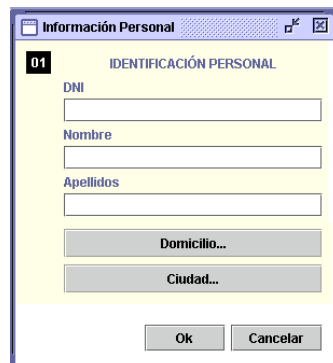 Información Personal
01 IDENTIFICACIÓN PERSONAL
DNI
Nombre
Apellidos
Domicilio...
Ciudad...
Ok Cancelar